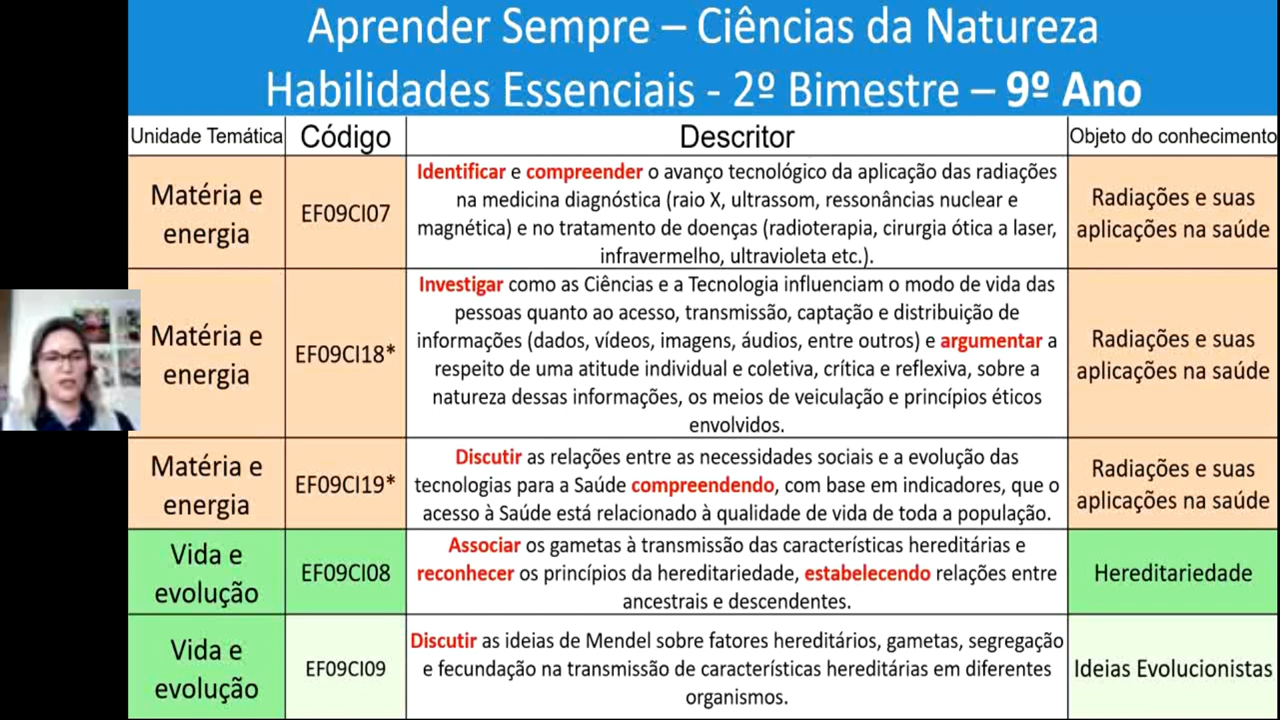 Aprender Sempre – Ciências da Natureza
Habilidades Essenciais - 2º Bimestre – 9º Ano
Unidade Temática Código Descritor Objeto do conhecimento
Matéria e
energia
EF09CI07
Identificar e compreender o avanço tecnológico da aplicação das radiações
na medicina diagnóstica (raio X, ultrassom, ressonâncias nuclear e
magnética) e no tratamento de doenças (radioterapia, cirurgia ótica a laser,
infravermelho, ultravioleta etc.).
Radiações e suas
aplicações na saúde
Matéria e
energia
EF09CI18*
Investigar como as Ciências e a Tecnologia influenciam o modo de vida das
pessoas quanto ao acesso, transmissão, captação e distribuição de
informações (dados, vídeos, imagens, áudios, entre outros) e argumentar a
respeito de uma atitude individual e coletiva, crítica e reflexiva, sobre a
natureza dessas informações, os meios de veiculação e princípios éticos
envolvidos.
Radiações e suas
aplicações na saúde
Matéria e
energia
EF09CI19*
Discutir as relações entre as necessidades sociais e a evolução das
tecnologias para a Saúde compreendendo, com base em indicadores, que o
acesso à Saúde está relacionado à qualidade de vida de toda a população.
Radiações e suas
aplicações na saúde
Vida e
evolução
EF09CI08
Associar os gametas à transmissão das características hereditárias e
reconhecer os princípios da hereditariedade, estabelecendo relações entre
ancestrais e descendentes.
Hereditariedade
Vida e
evolução
EF09CI09
Discutir as ideias de Mendel sobre fatores hereditários, gametas, segregação
e fecundação na transmissão de características hereditárias em diferentes
organismos.
Ideias Evolucionistas